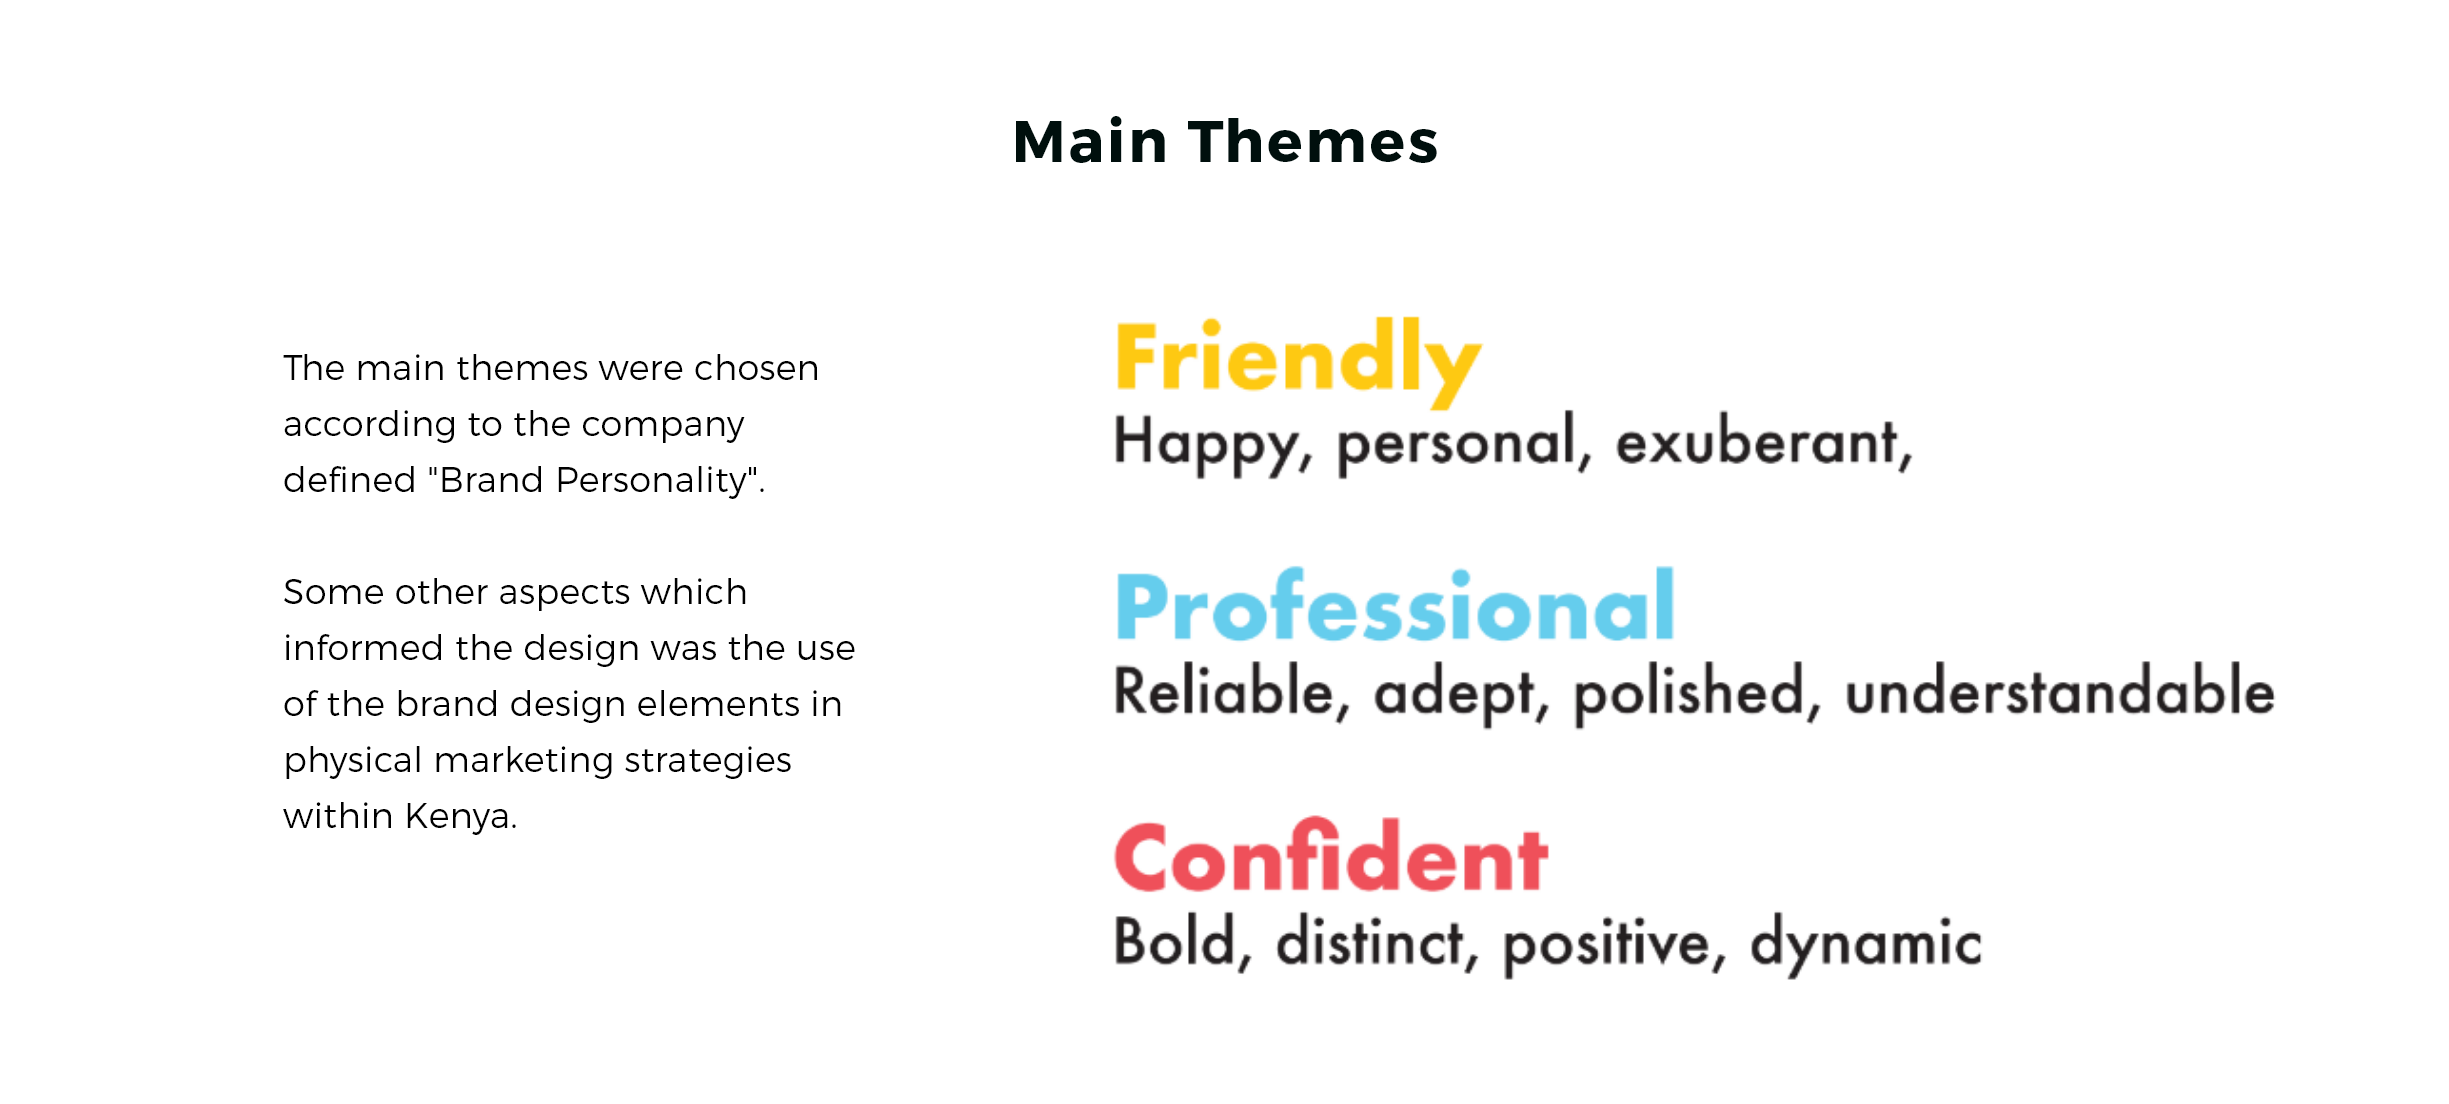 Main Themes
The main themes were chosen
according to the company
defined "Brand Personality".
Some other aspects which
informed the design was the use
of the brand design elements in
physical marketing strategies
within Kenya.
Friendly
Happy, personal, exuberant,
Professional
Reliable, adept, polished, understandable
Confident
Bold, distinct, positive, dynamic